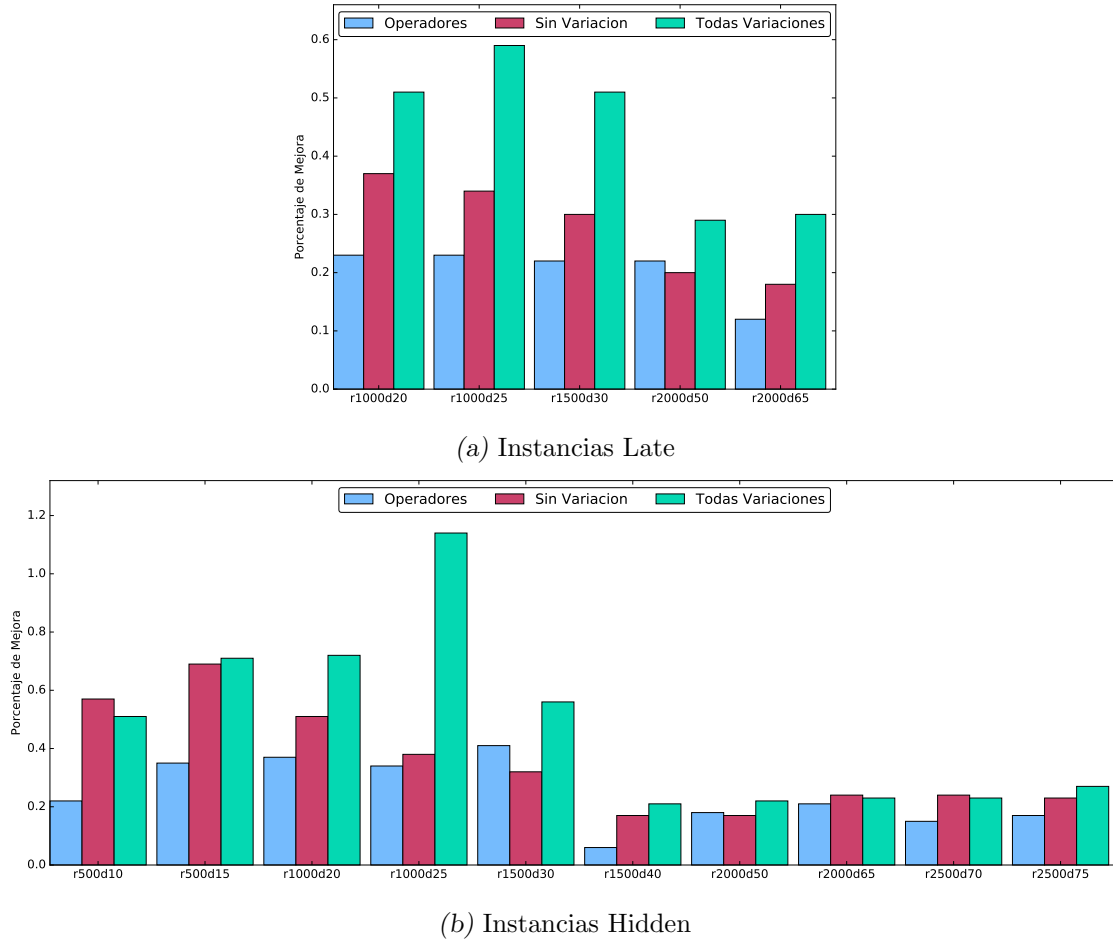 Operadores Sin Variacion Todas Variaciones
Porcentaje de Mejora
0.6
0.5
0.4
0.3
0.2
0.1
0.0
r1000d20 r1000d25 r1500d30 r2000d50 r2000d65
(a) Instancias Late
Operadores Sin Variacion Todas Variaciones
Porcentaje de Mejora
1.2
1.0
0.8
0.6
0.4
0.2
0.0
r500d10 r500d15 r1000d20 r1000d25 r1500d30 r1500d40 r2000d50 r2000d65 r2500d70 r2500d75
(b) Instancias Hidden